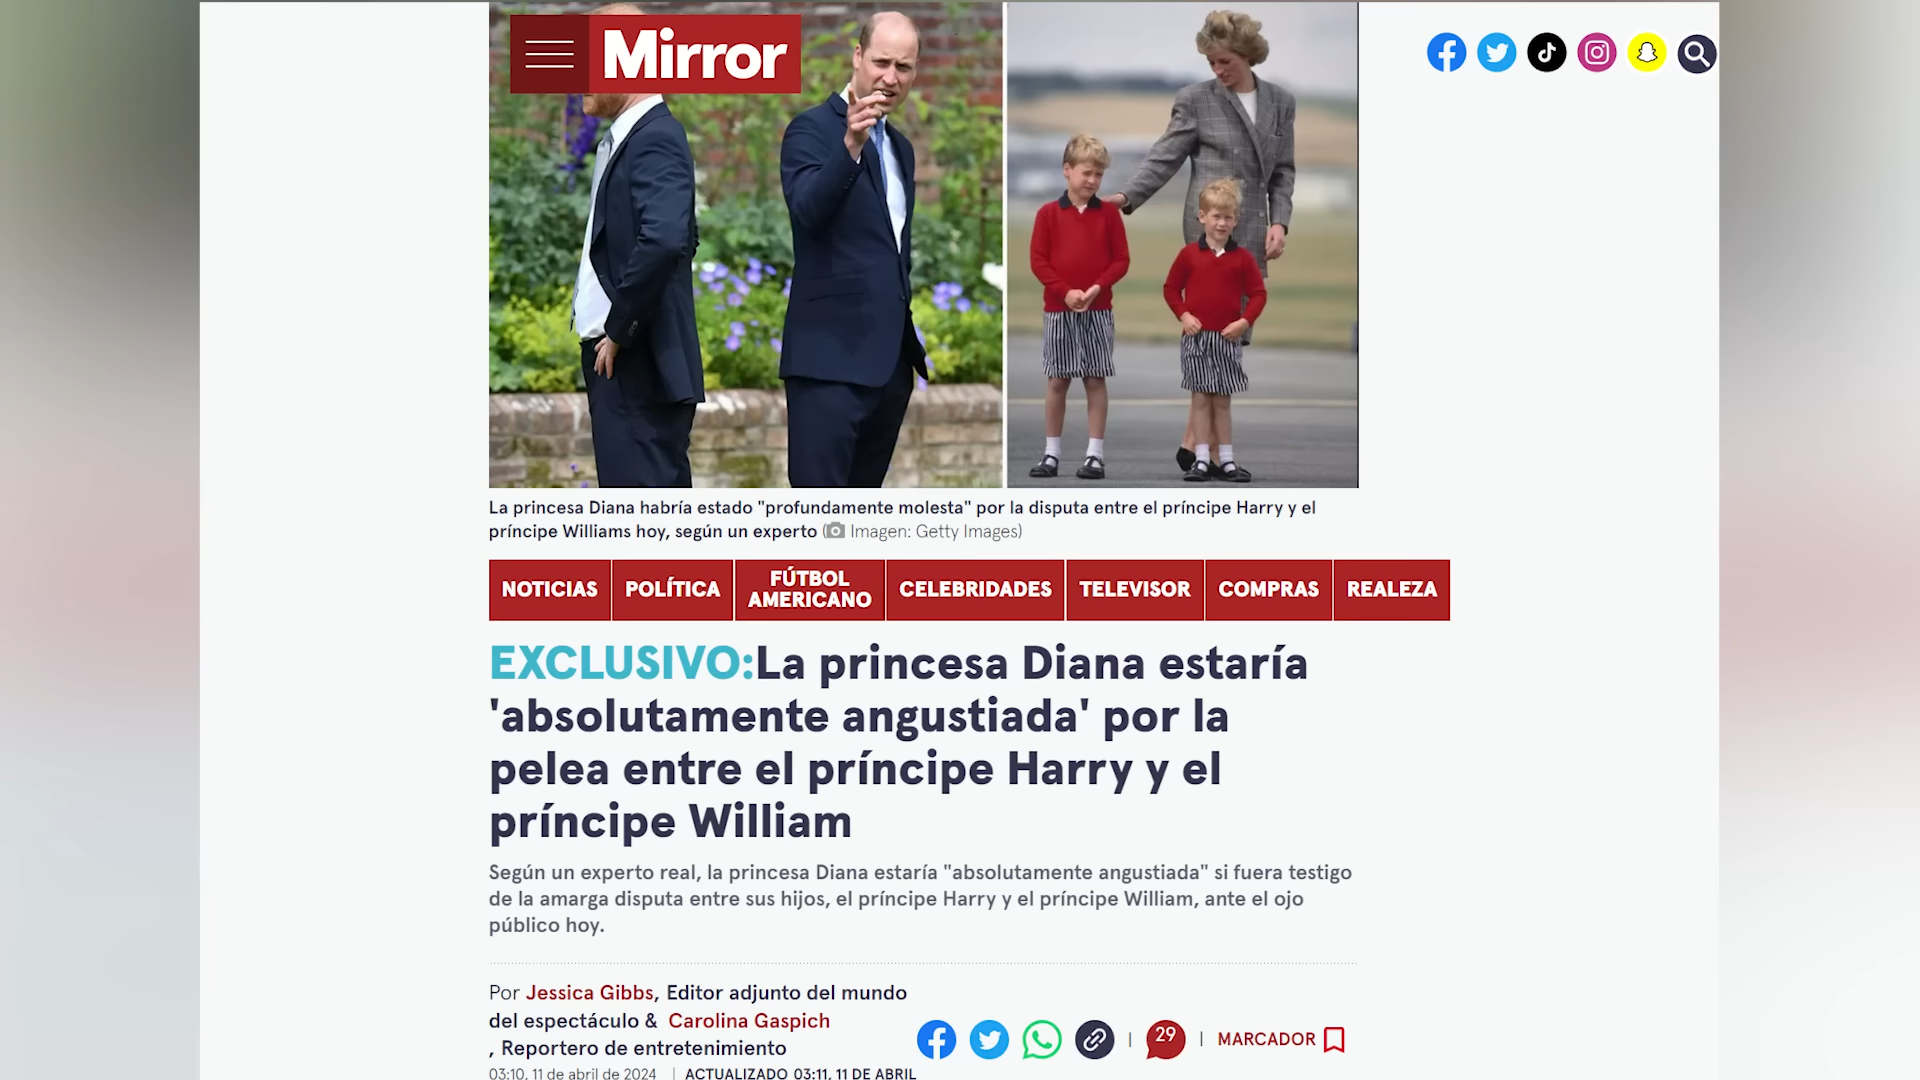 Mirror
La princesa Diana habría estado "profundamente molesta" por la disputa entre el príncipe Harry y el
príncipe Williams hoy, según un experto (Imagen: Getty Images)
NOTICIAS
POLÍTICA
FÚTBOL
AMERICANO
CELEBRIDADES
TELEVISOR
COMPRAS
REALEZA
EXCLUSIVO:La princesa Diana estaría
'absolutamente angustiada' por la
pelea entre el príncipe Harry y el
príncipe William
Según un experto real, la princesa Diana estaría "absolutamente angustiada" si fuera testigo
de la amarga disputa entre sus hijos, el príncipe Harry y el príncipe William, ante el ojo
público hoy.
Por Jessica Gibbs, Editor adjunto del mundo
del espectáculo & Carolina Gaspich
, Reportero de entretenimiento
29
MARCADOR
03:10, 11 de abril de 2024 | ACTUALIZADO 03:11, 11 DE ABRIL